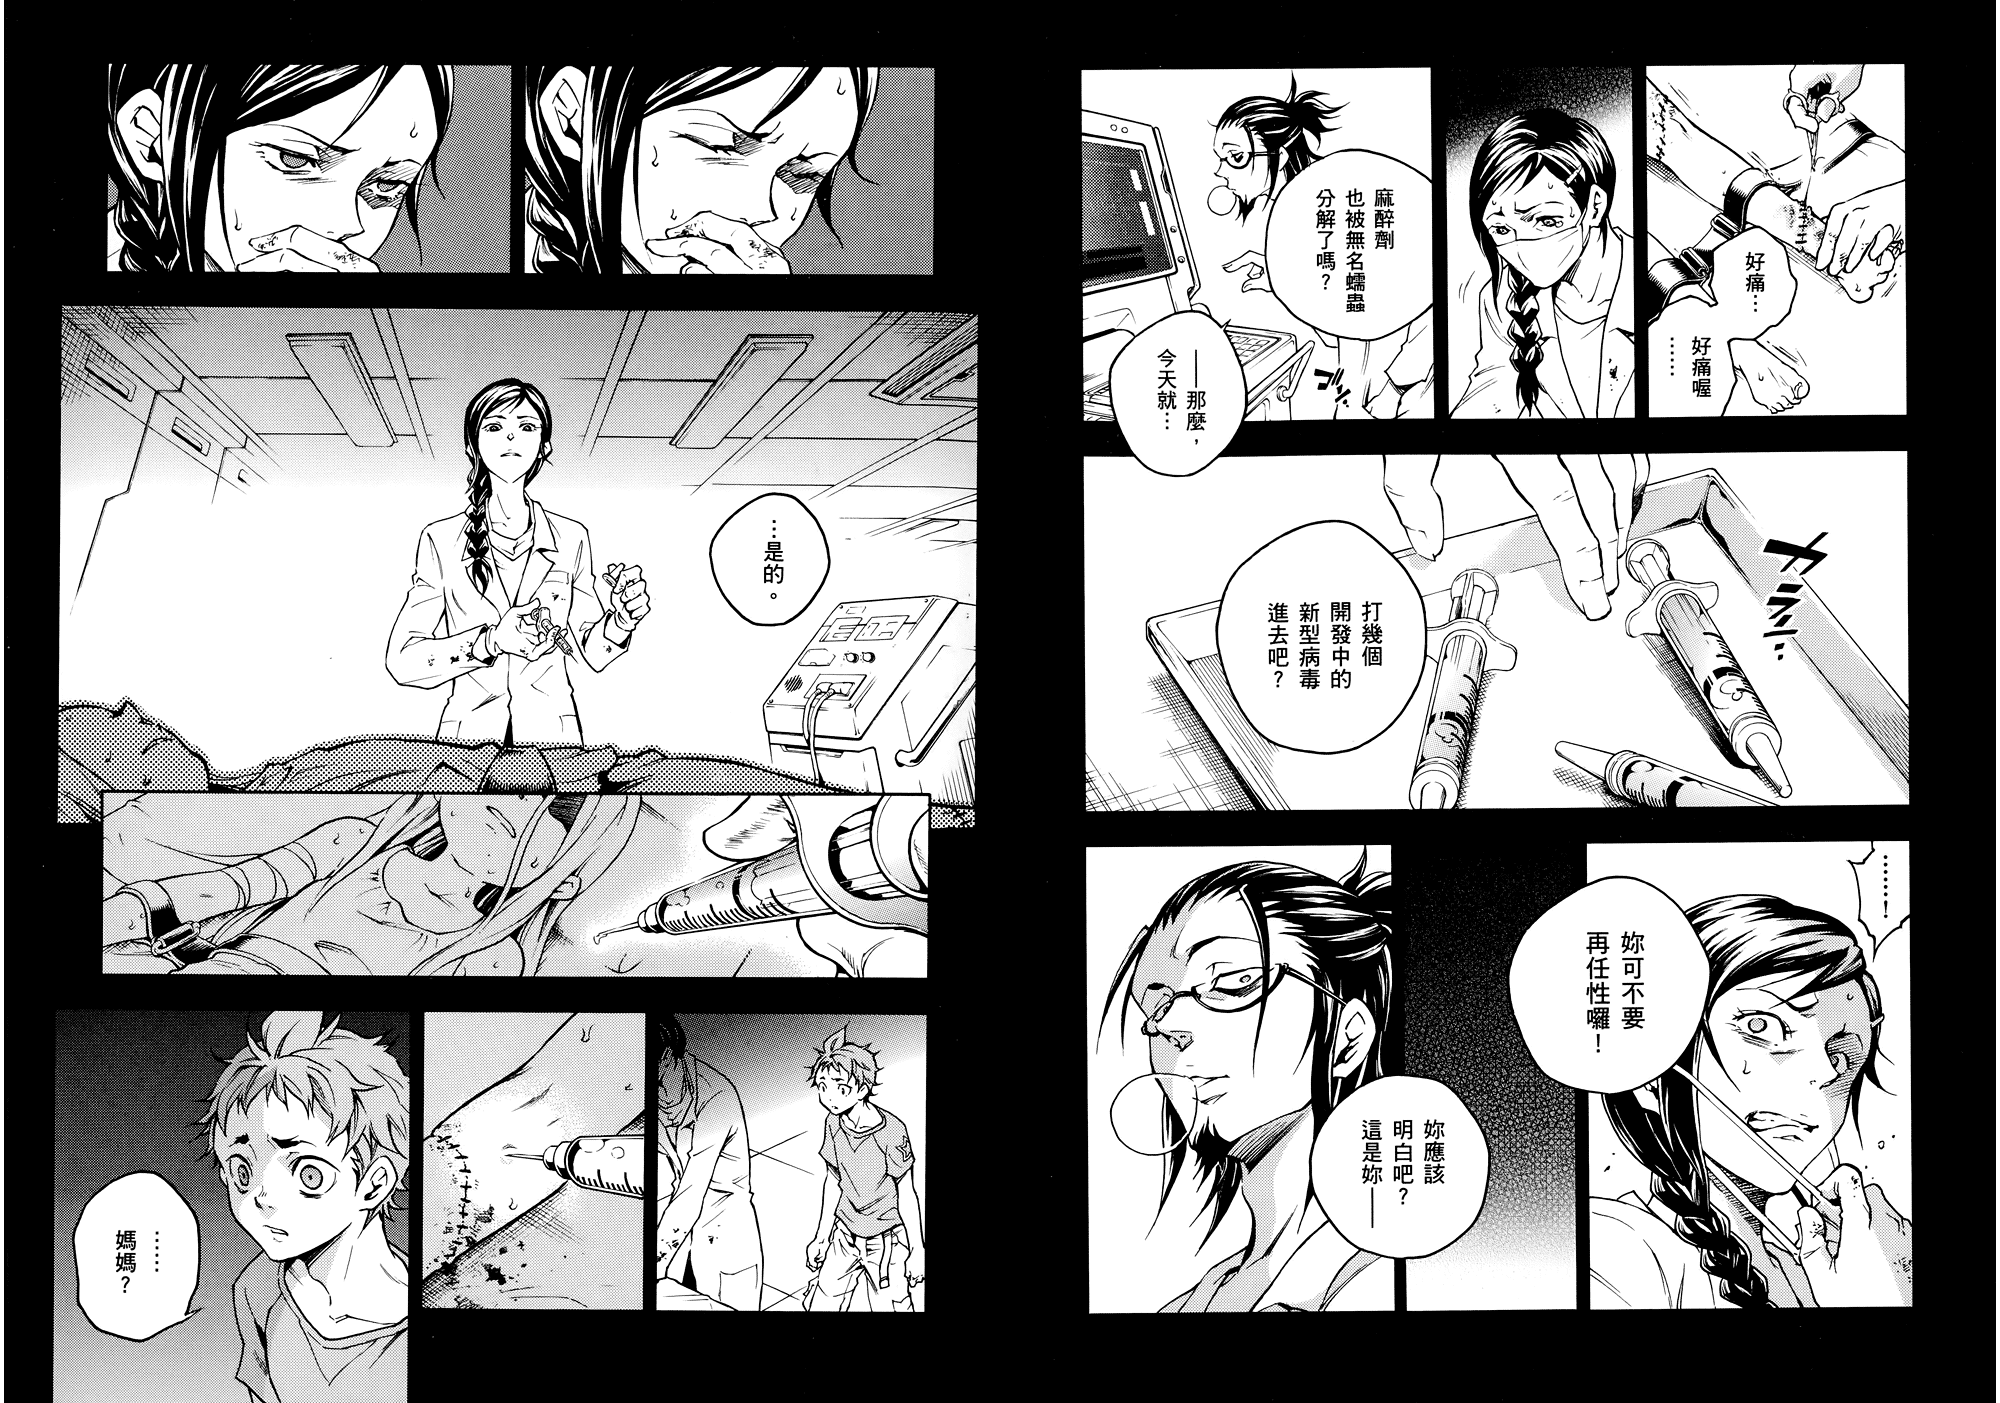 好痛…
好痛喔
……
麻醉劑
也被無名蠕蟲
分解了嗎？
——那麼，
今天就…
打幾個
開發中的
新型病毒
進去吧？
……！
妳可不要
再任性囉！
妳應該
明白吧？
這是妳——
…是的。
……
媽媽？